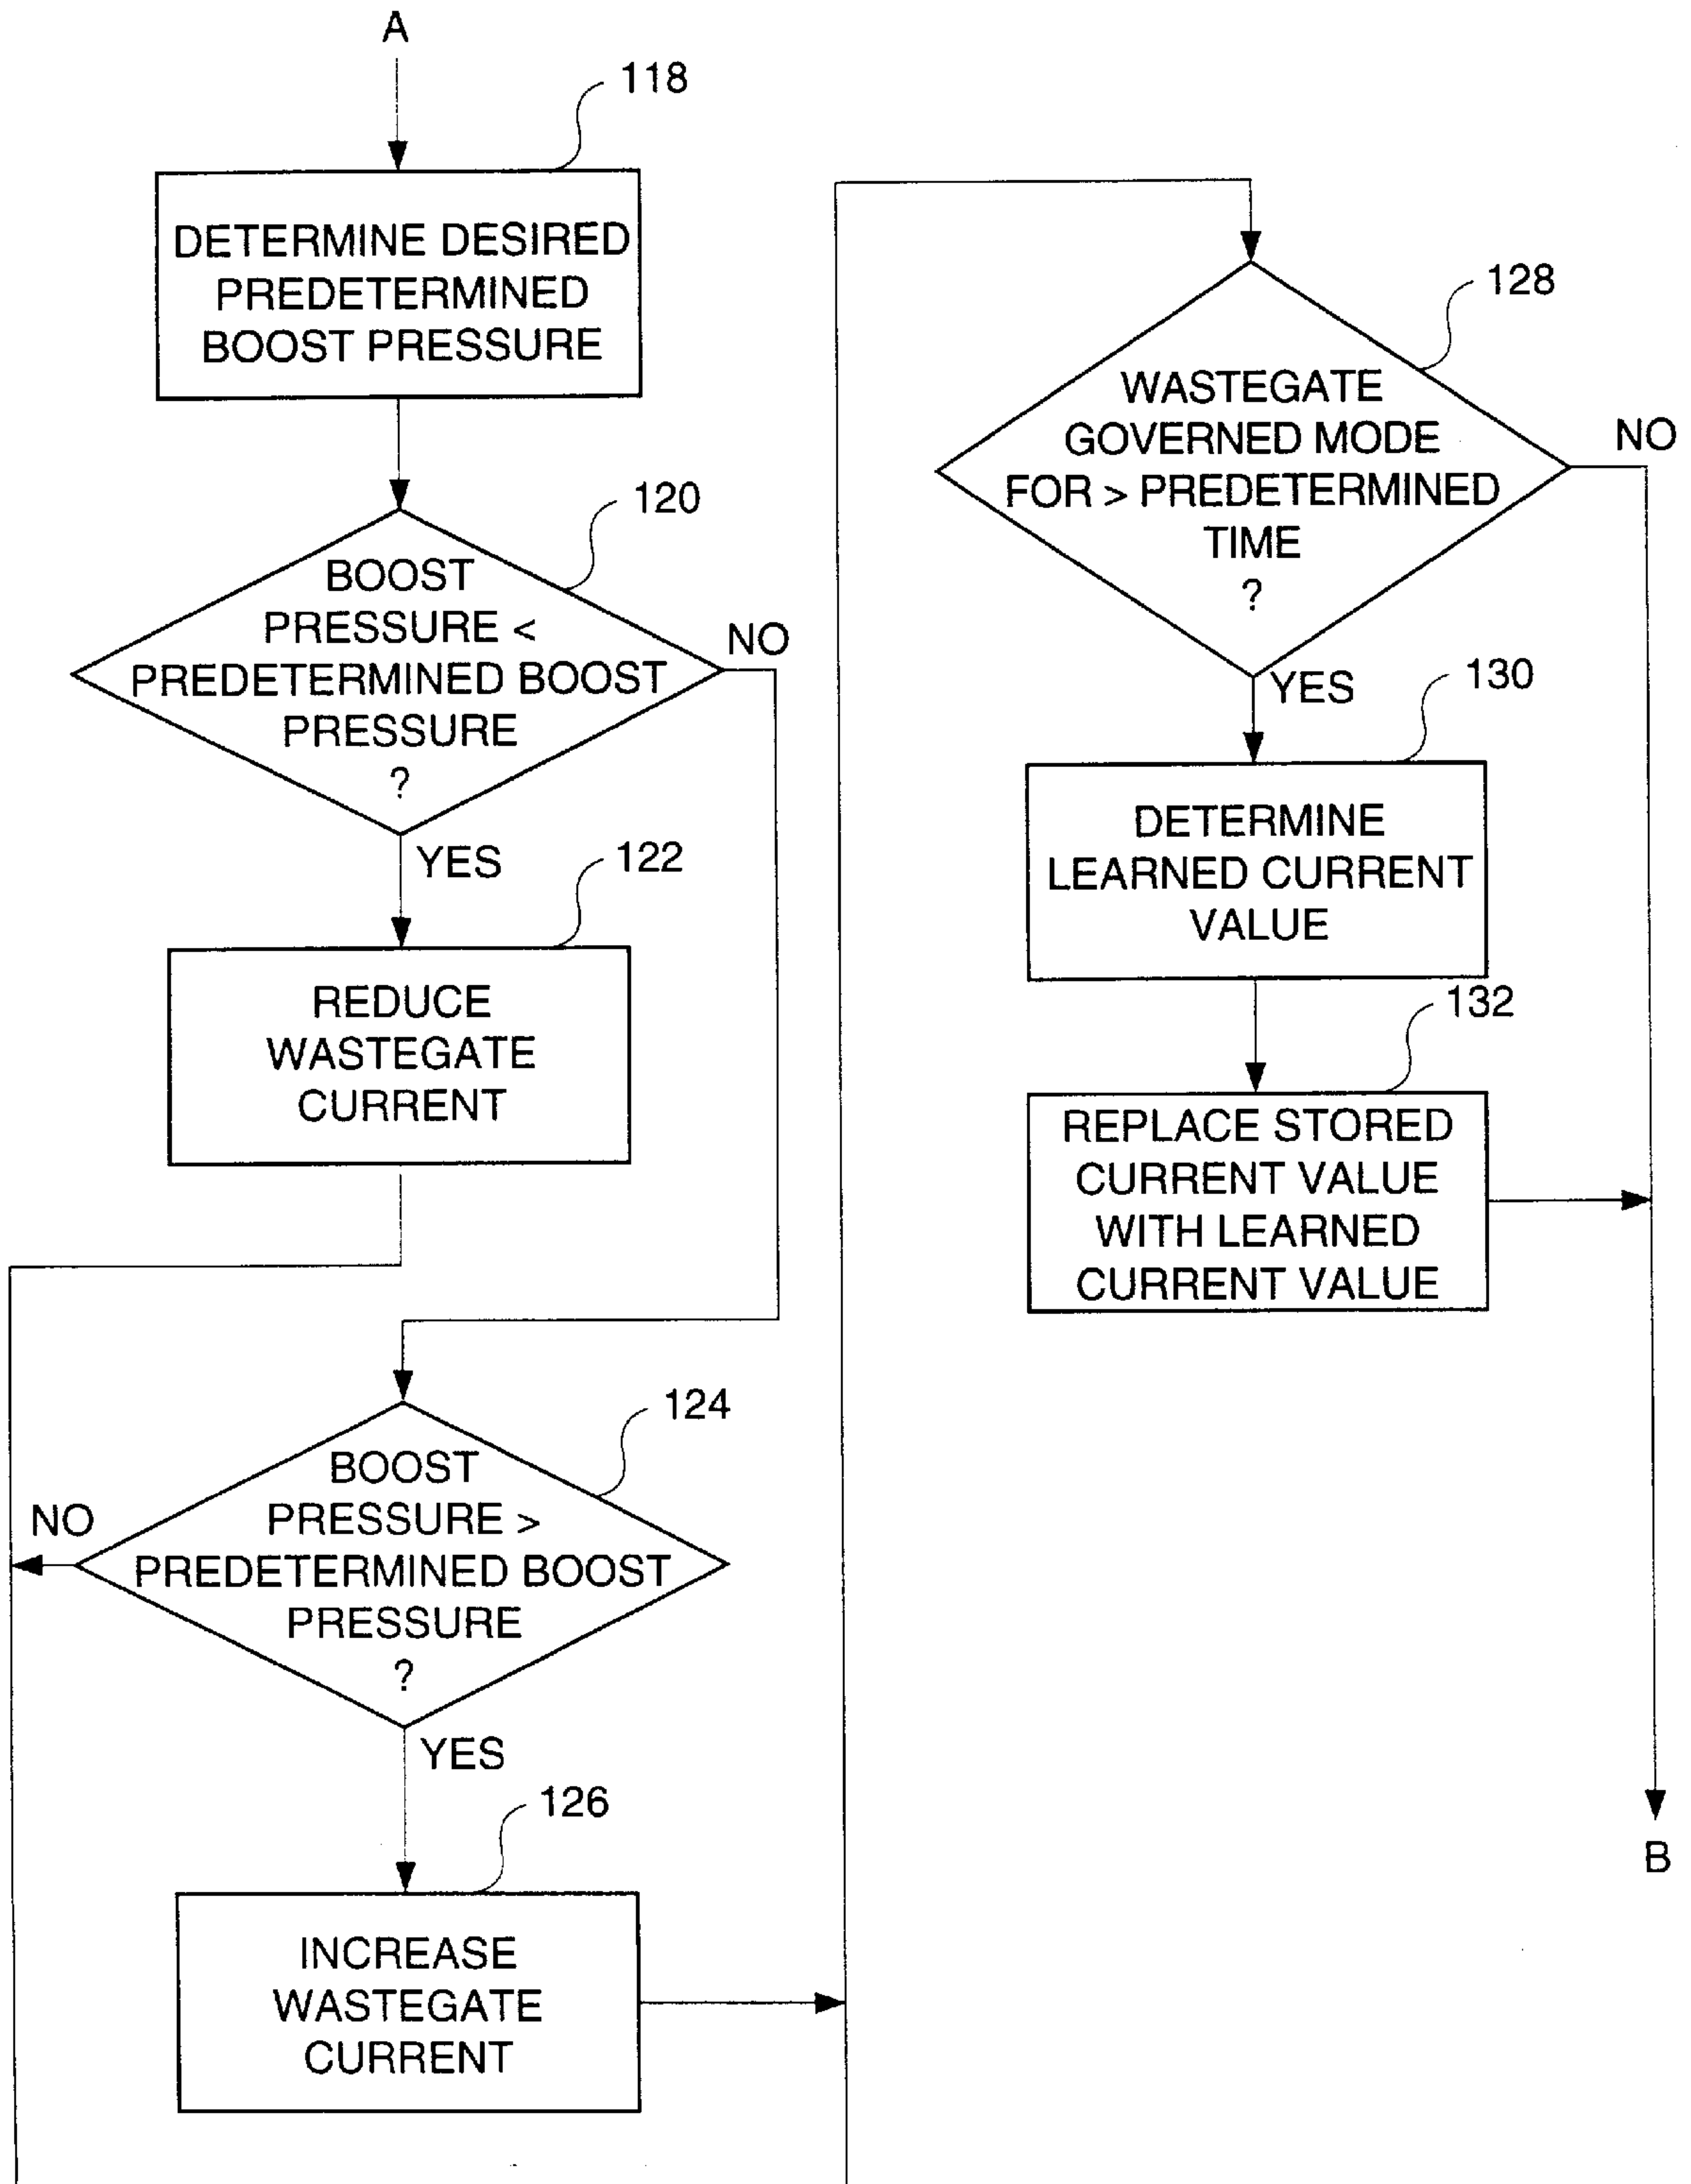 A
118
DETERMINE DESIRED
PREDETERMINED
BOOST PRESSURE
120
BOOST
PRESSURE <
PREDETERMINED BOOST
PRESSURE
?
NO
YES
122
REDUCE
WASTEGATE
CURRENT
124
BOOST
PRESSURE >
PREDETERMINED BOOST
PRESSURE
?
NO
YES
126
INCREASE
WASTEGATE
CURRENT
128
WASTEGATE
GOVERNED MODE
FOR > PREDETERMINED
TIME
?
NO
YES
130
DETERMINE
LEARNED CURRENT
VALUE
132
REPLACE STORED
CURRENT VALUE
WITH LEARNED
CURRENT VALUE
B